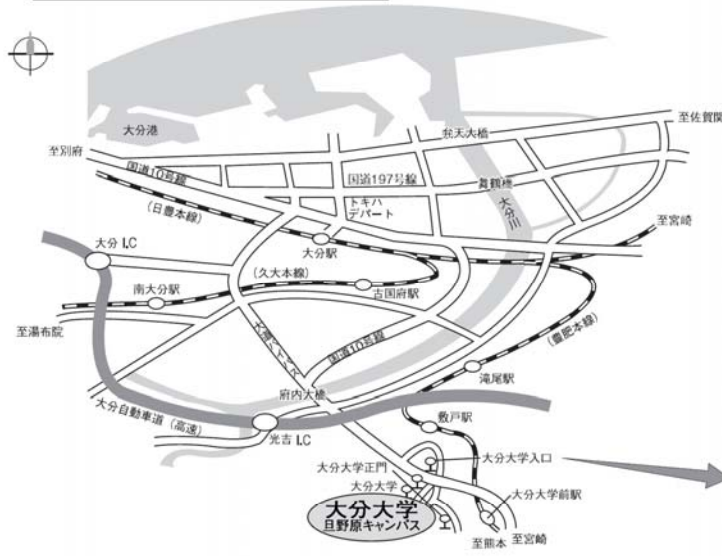 大分港
弁天大橋
至佐賀関
至別府
国道10号線
国道197号線
舞鶴橋
トキハ
デパート
大分川
(日豊本線)
至宮崎
大分駅
大分 I.C
(久大本線)
南大分駅
古国府駅
至湯布院
大道バイパス
国道10号線
(豊肥本線)
滝尾駅
府内大橋
大分自動車道 (高速)
光吉 I.C
敷戸駅
大分大学入口
大分大学正門
大分大学
大分大学前駅
大分大学
旦野原キャンパス
至熊本
至宮崎